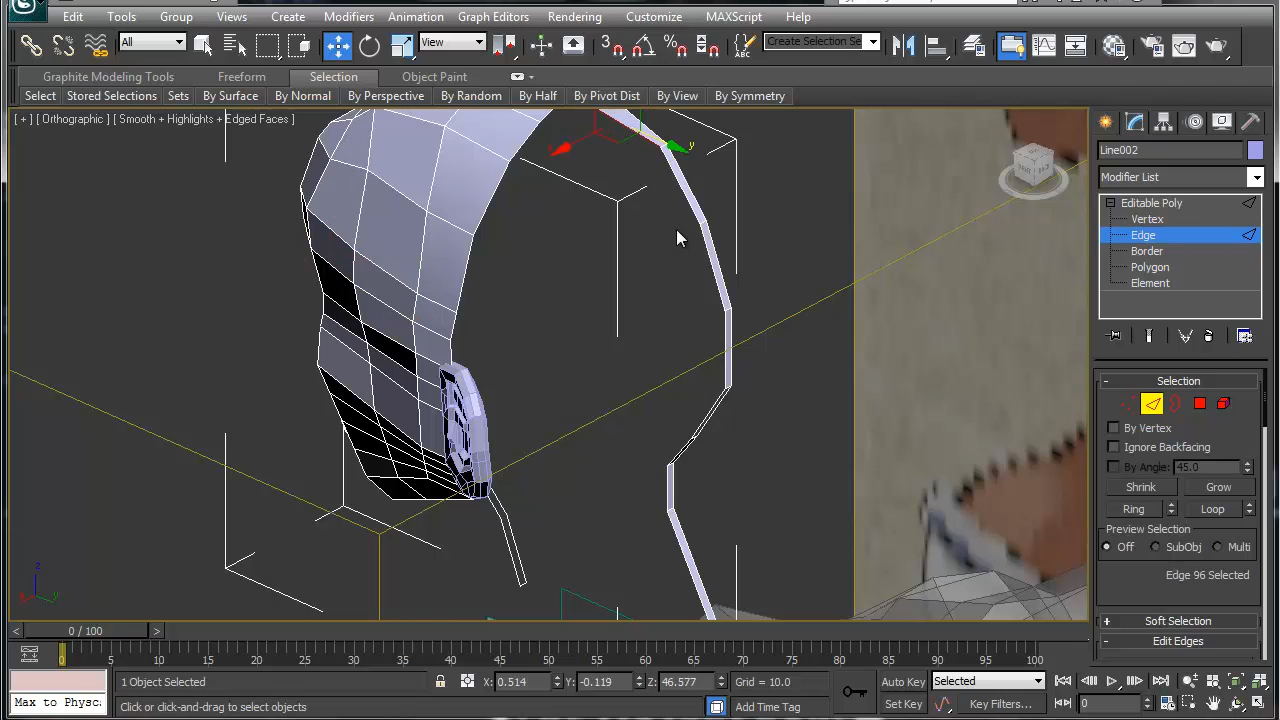 Edit Tools Group Views Create Modifiers Animation Graph Editors Rendering Customize MAXScript Help
All View 3 Create Selection Se
Graphite Modeling Tools Freeform Selection Object Paint
Select Stored Selections Sets By Surface By Normal By Perspective By Random By Half By Pivot Dist By View By Symmetry
[ + ] [ Orthographic ] [ Smooth + Highlights + Edged Faces ]
x y
z
x y
Line002
Modifier List
Editable Poly
Vertex
Edge
Border
Polygon
Element
- Selection
By Vertex
Ignore Backfacing
By Angle: 45.0
Shrink Grow
Ring Loop
Preview Selection
Off SubObj Multi
Edge 96 Selected
+ Soft Selection
- Edit Edges
< 0 / 100 >
0 5 10 15 20 25 30 35 40 45 50 55 60 65 70 75 80 85 90 95 100
1 Object Selected X: 0.514 Y: -0.119 Z: 46.577 Grid = 10.0 Auto Key Selected
Max to Physc. Click or click-and-drag to select objects Add Time Tag Set Key Key Filters... 0